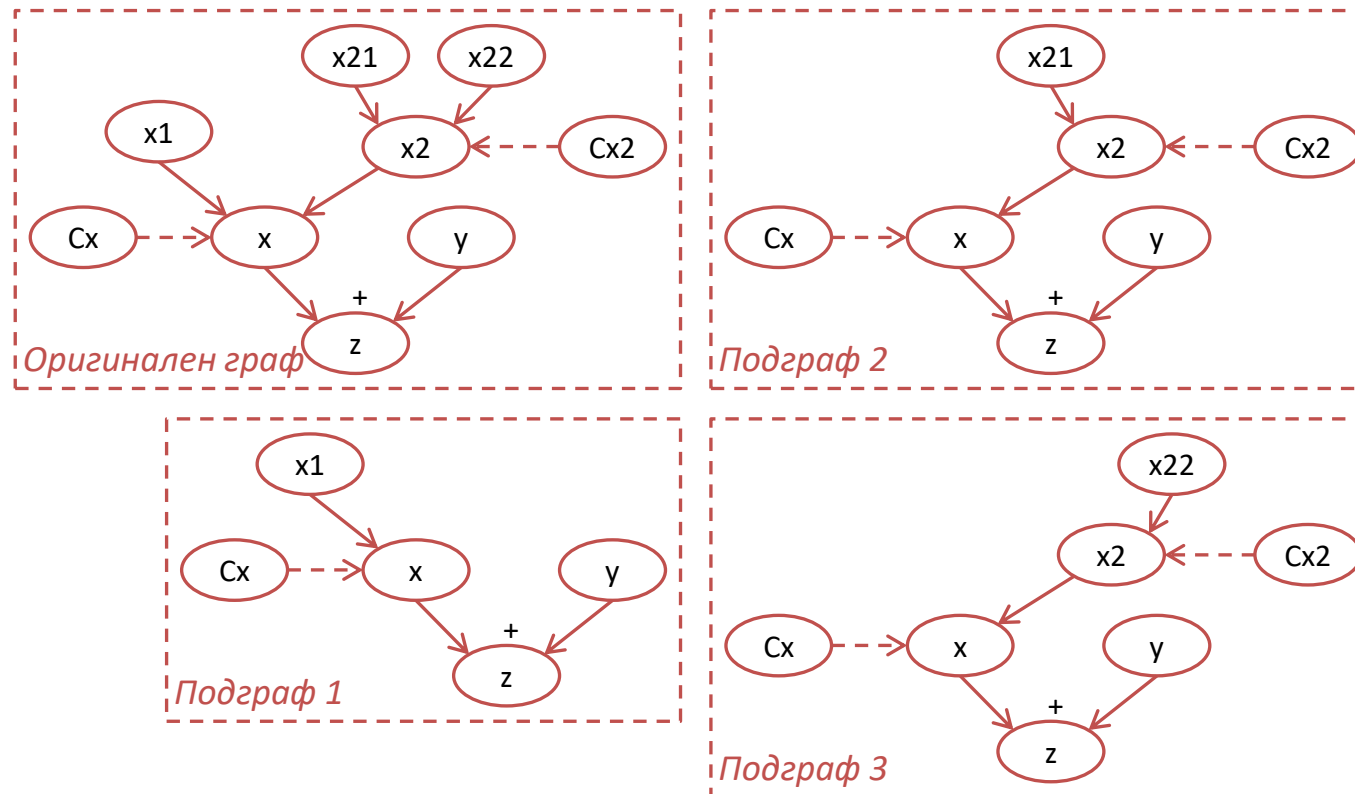 x21 x22
x1
x2 Cx2
Cx x y
+
z
Оригинален граф
x21
x2 Cx2
Cx x y
+
z
Подграф 2
x1
Cx x y
+
z
Подграф 1
x22
x2 Cx2
Cx x y
+
z
Подграф 3